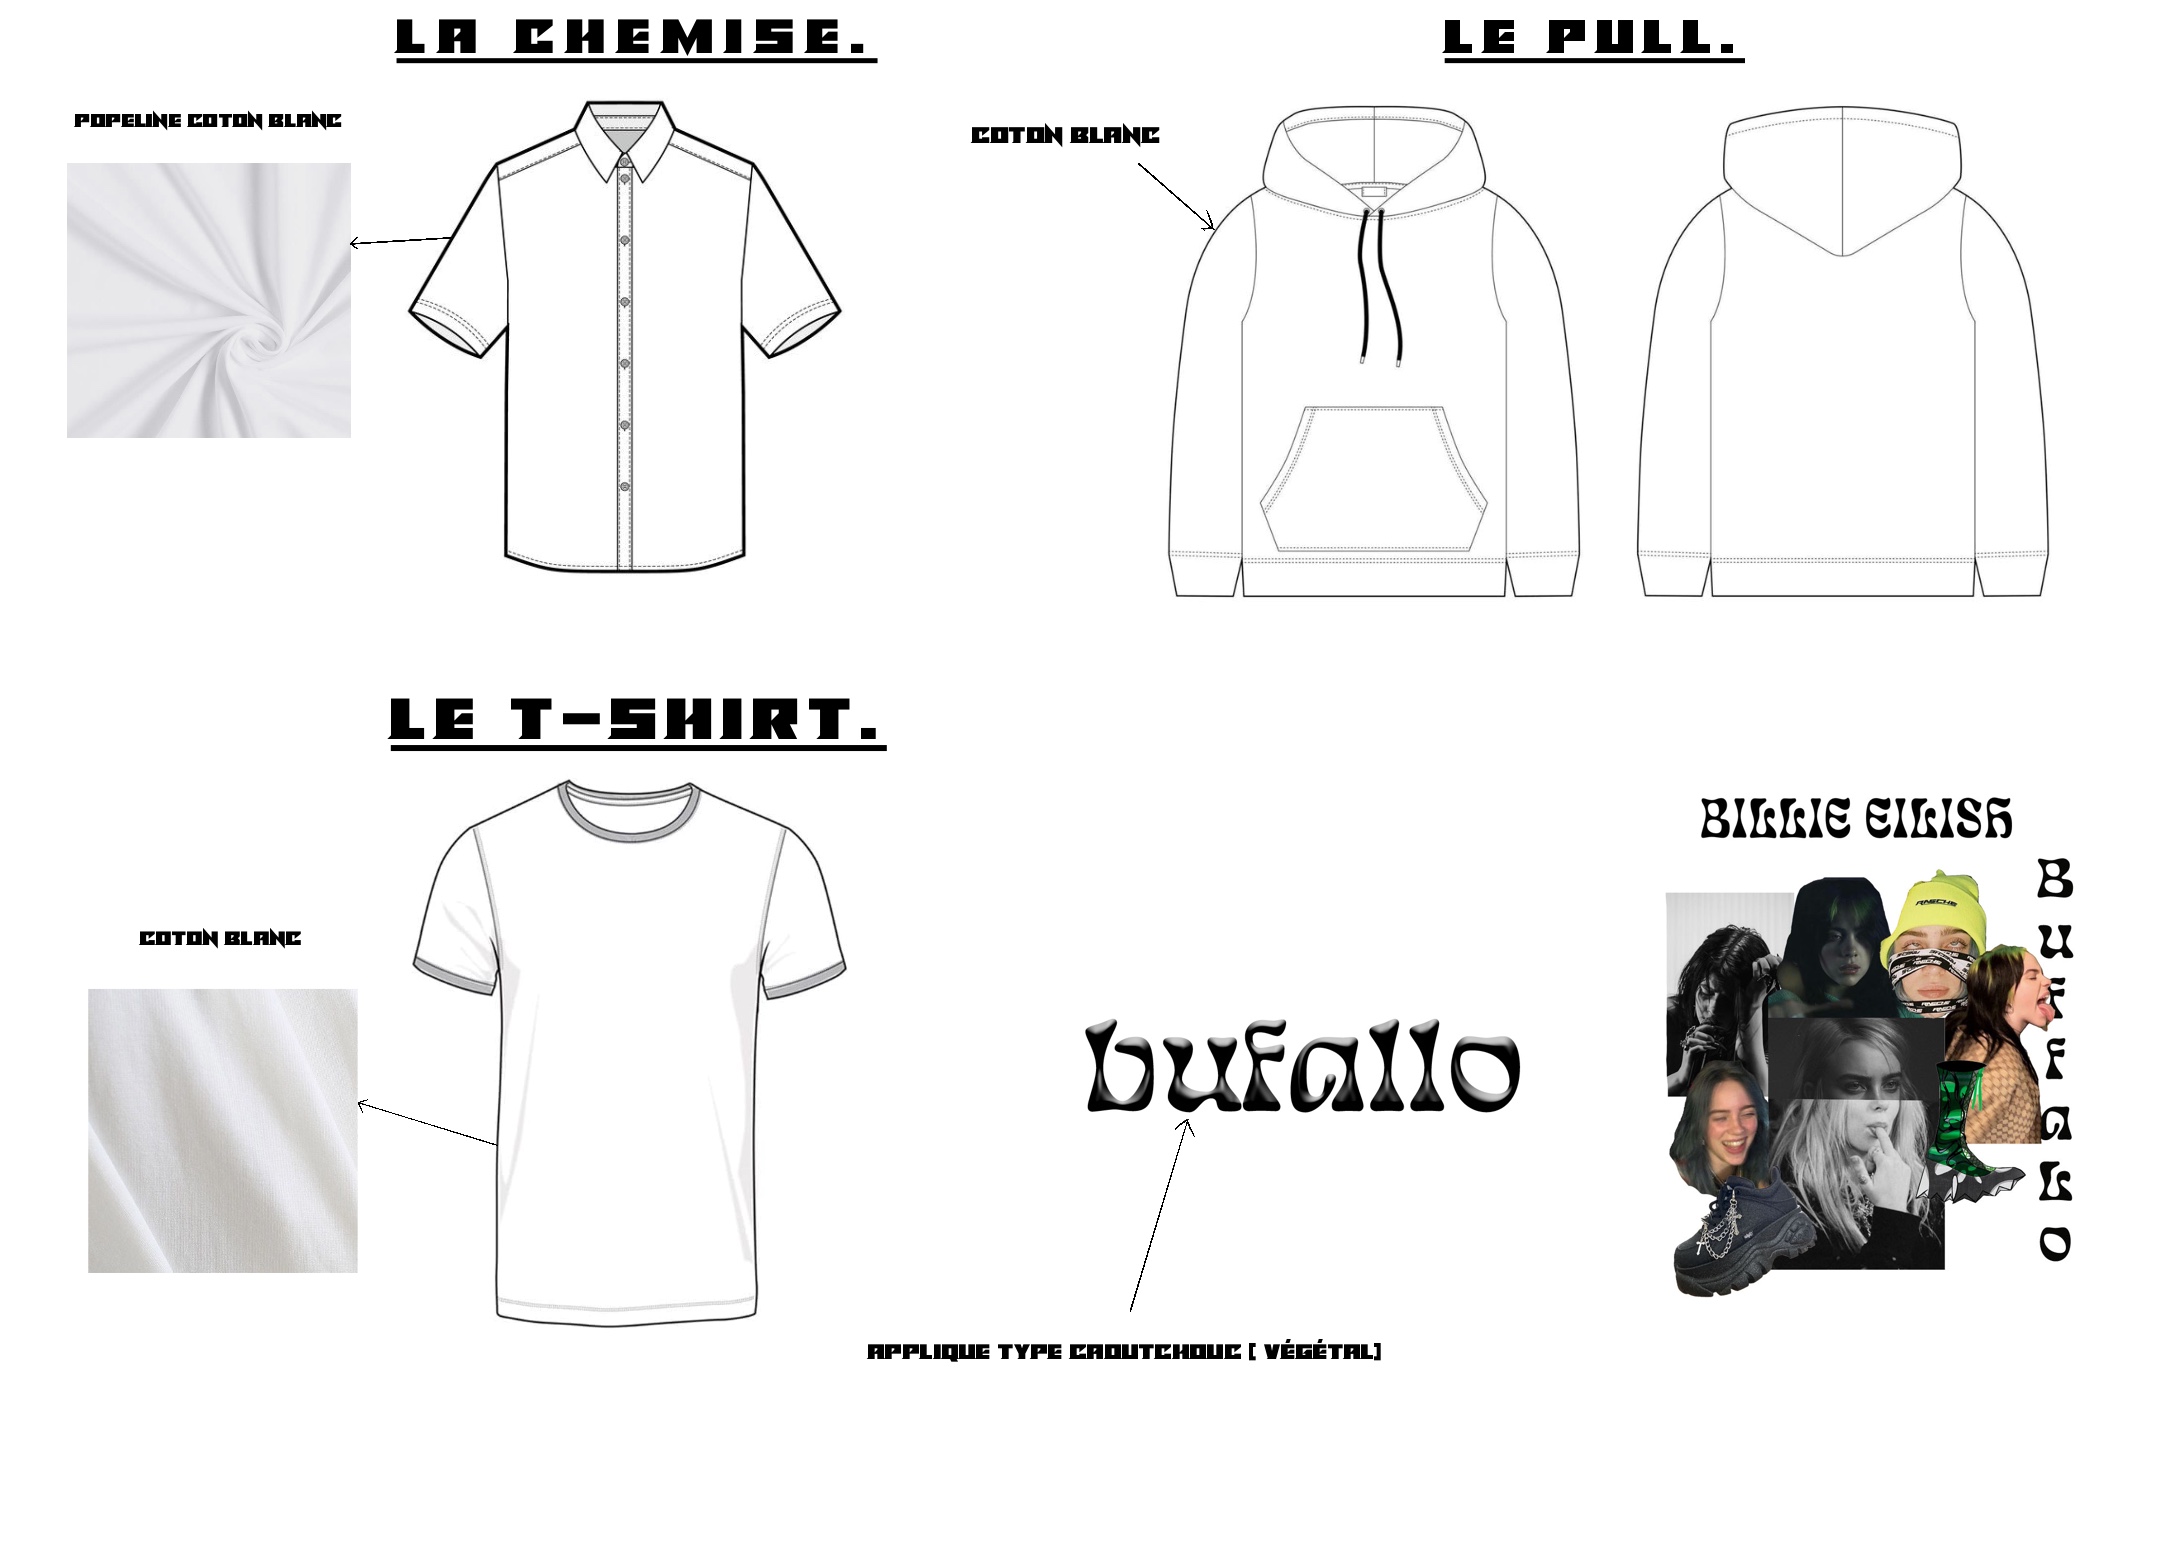 LA CHEMISE.
POPELINE COTON BLANC
LE PULL.
COTON BLANC
LE T-SHIRT.
COTON BLANC
bufallo
APPLIQUE TYPE CAOUTCHOUC [ VÉGÉTAL]
BILLIE EILISH
BUFFALO